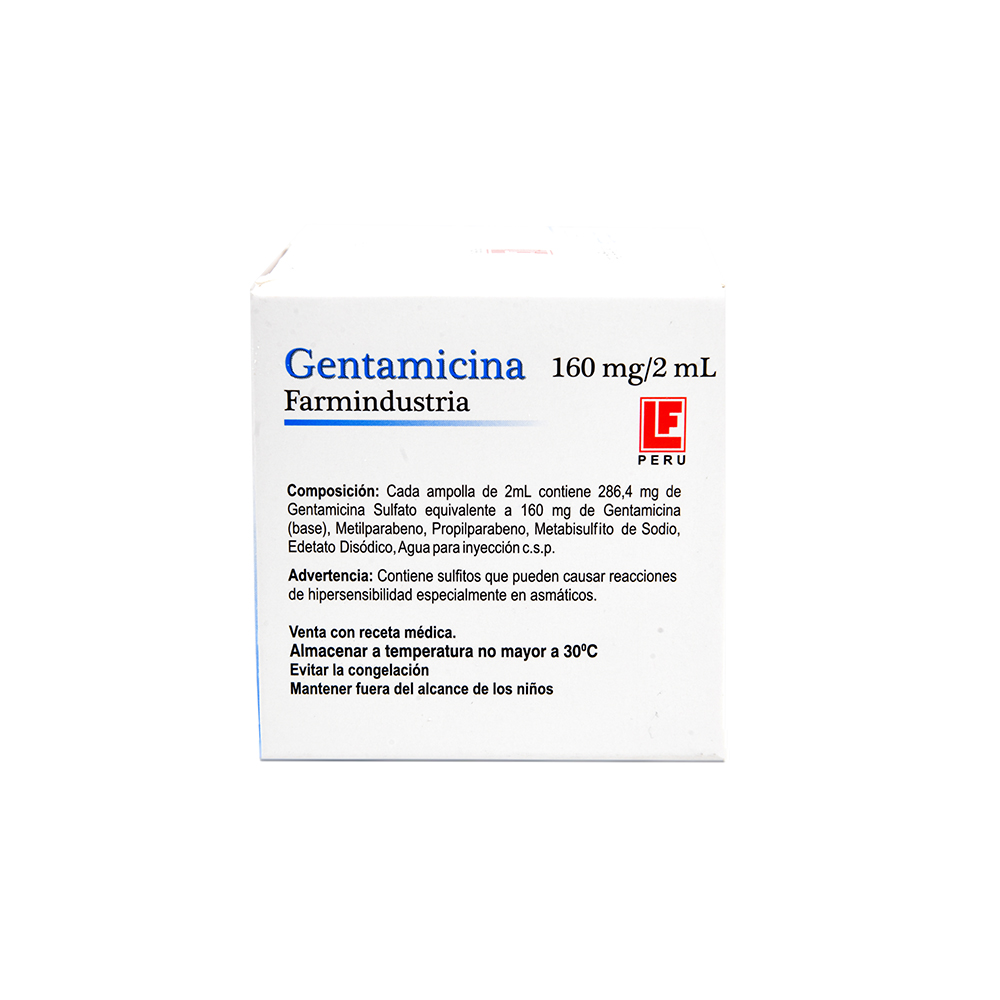 Gentamicina 160 mg/2 mL
Farmindustria
LF
PERU
Composición: Cada ampolla de 2mL contiene 286,4 mg de
Gentamicina Sulfato equivalente a 160 mg de Gentamicina
(base), Metilparabeno, Propilparabeno, Metabisulfito de Sodio,
Edetato Disódico, Agua para inyección c.s.p.
Advertencia: Contiene sulfitos que pueden causar reacciones
de hipersensibilidad especialmente en asmáticos.
Venta con receta médica.
Almacenar a temperatura no mayor a 30ºC
Evitar la congelación
Mantener fuera del alcance de los niños